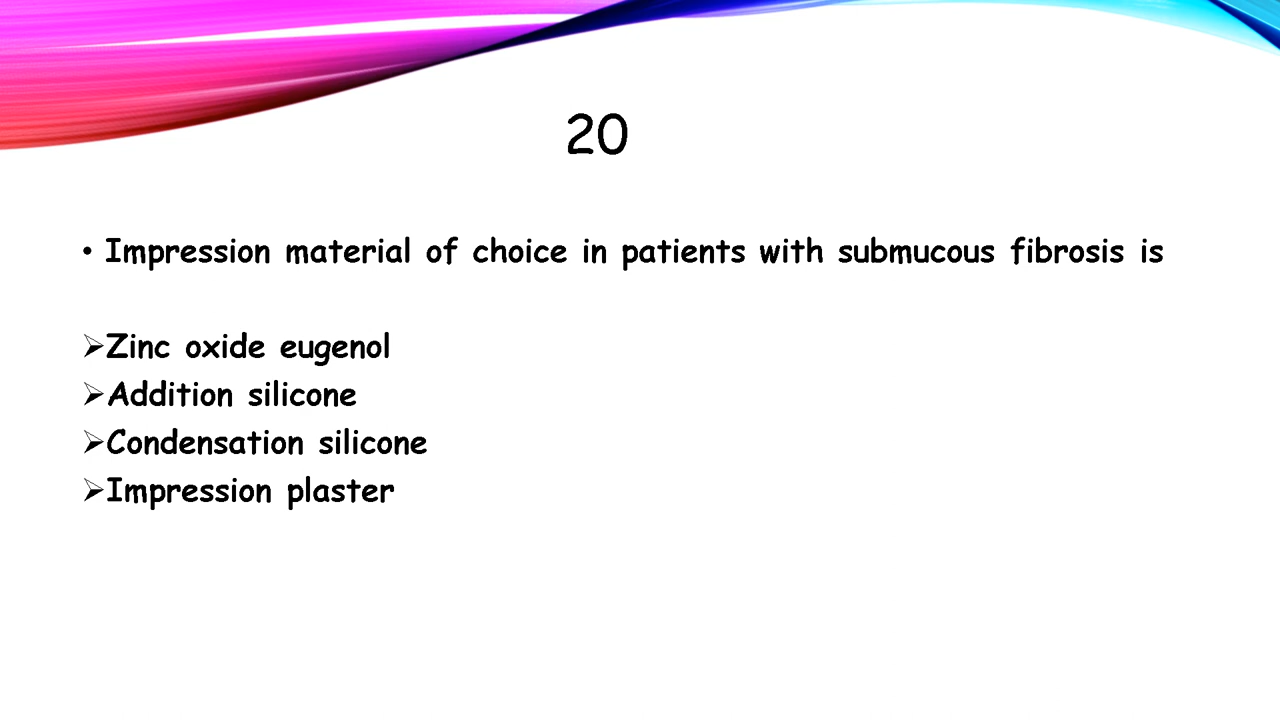 20
• Impression material of choice in patients with submucous fibrosis is
➢Zinc oxide eugenol
➢Addition silicone
➢Condensation silicone
➢Impression plaster